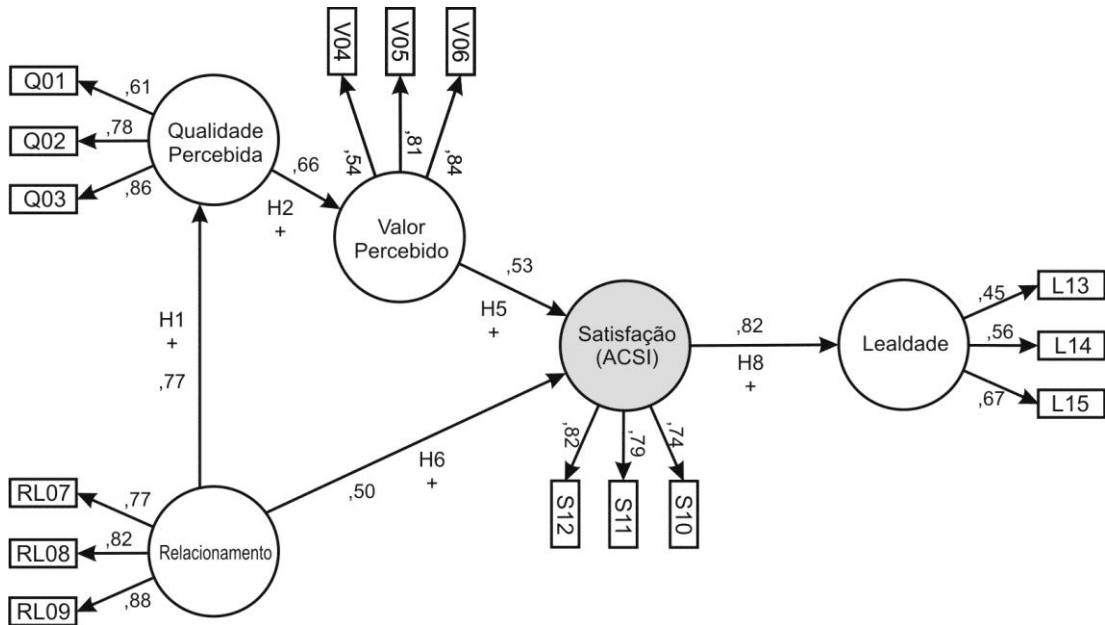 V04
V05
V06
Q01
,61
Q02
,78
Q03
,86
Qualidade
Percebida
,54
,81
,84
,66
H2
+
Valor
Percebido
,53
H5
+
H1
+
,77
Satisfação
(ACSI)
,82
H8
+
Lealdade
,45
L13
,56
L14
,67
L15
,82
,79
,74
H6
+
,50
S12
S11
S10
RL07
,77
RL08
,82
RL09
,88
Relacionamento